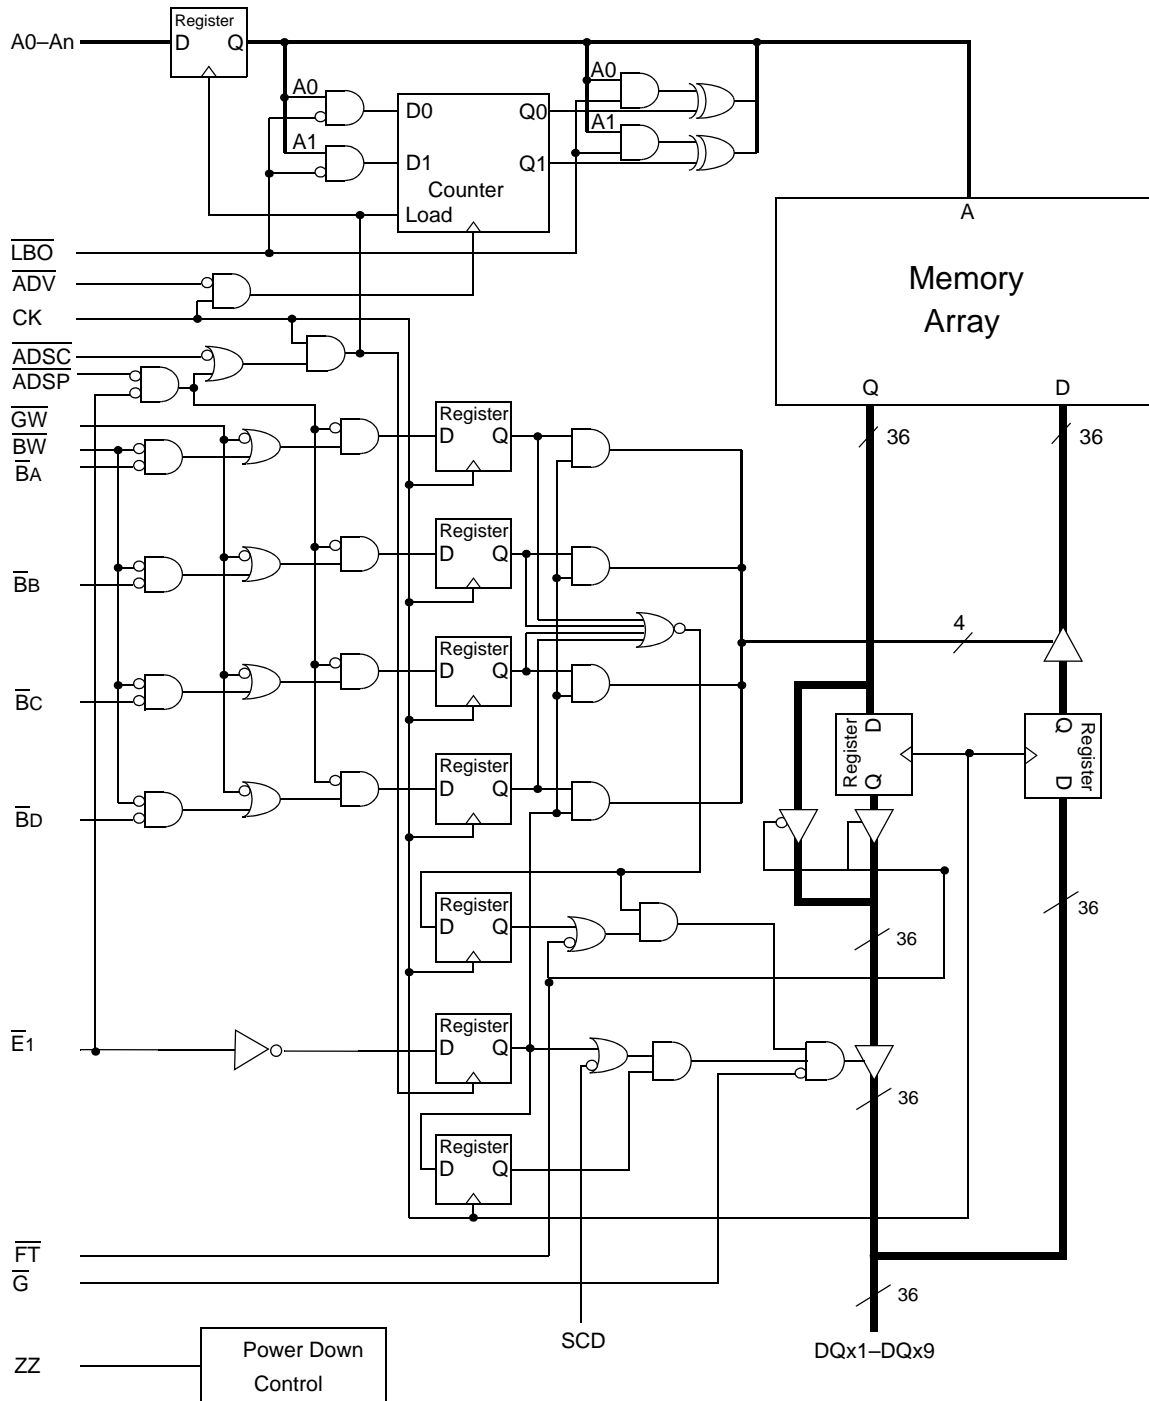 Register
A0–An
D Q
A0
A0
D0
Q0
A1
A1
D1
Q1
Counter
Load
A
LBO
ADV
Memory
CK
Array
ADSC
ADSP
Q
D
GW
Register
BW
D Q
36
36
BA
Register
D Q
BB
4
Register
D Q
BC
D
Register
Q
Q
Register
D
Register
D Q
BD
Register
D Q
36
36
Register
E1
D Q
36
Register
D Q
FT
G
36
SCD
DQx1–DQx9
Power Down
ZZ
Control